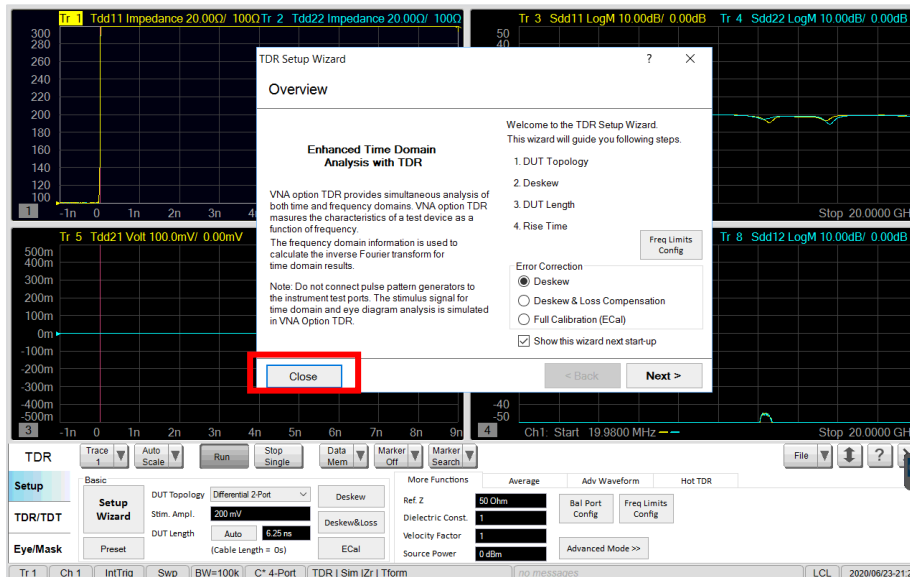 Tr 1 Tdd11 Impedance 20.00Ω/ 100Ω Tr 2 Tdd22 Impedance 20.00Ω/ 100Ω
300
280
260
240
220
200
180
160
140
120
100
1
-1n 0 1n 2n 3n
Tr 3 Sdd11 LogM 10.00dB/ 0.00dB Tr 4 Sdd22 LogM 10.00dB/ 0.00dB
50
40
Stop 20.0000 GH
TDR Setup Wizard ? ×
Overview
Enhanced Time Domain
Analysis with TDR
VNA option TDR provides simultaneous analysis of
both time and frequency domains. VNA option TDR
masures the characteristics of a test device as a
function of frequency.
The frequency domain information is used to
calculate the inverse Fourier transform for
time domain results.
Note: Do not connect pulse pattern generators to
the instrument test ports. The stimulus signal for
time domain and eye diagram analysis is simulated
in VNA Option TDR.
Welcome to the TDR Setup Wizard.
This wizard will guide you following steps.
1. DUT Topology
2. Deskew
3. DUT Length
4. Rise Time
Freq Limits
Config
Error Correction
Deskew
Deskew & Loss Compensation
Full Calibration (ECal)
Show this wizard next start-up
Close
< Back
Next >
Tr 5 Tdd21 Volt 100.0mV/ 0.00mV
500m
400m
300m
200m
100m
0m
-100m
-200m
-300m
-400m
-500m
3
-1n 0 1n 2n 3n 4n 5n 6n 7n 8n 9n
Tr 8 Sdd12 LogM 10.00dB/ 0.00dB
-40
-50
4
Ch1: Start 19.9800 MHz
Stop 20.0000 GH
TDR
Trace
1
Auto
Scale
Run
Stop
Single
Data
Mem
Marker
Off
Marker
Search
File
?
Setup
TDR/TDT
Eye/Mask
Basic
Setup
Wizard
Preset
DUT Topology Differential 2-Port
Stim. Ampl. 200 mV
DUT Length Auto 6.25 ns
(Cable Length = 0s)
Deskew
Deskew&Loss
ECal
More Functions Average Adv Waveform Hot TDR
Ref. Z 50 Ohm
Dielectric Const. 1
Velocity Factor 1
Source Power 0 dBm
Bal Port
Config
Freq Limits
Config
Advanced Mode >>
Tr 1 Ch 1 IntTrig Swp BW=100k C* 4-Port TDR | Sim |Zr | Tform no messages LCL 2020/06/23-21:2